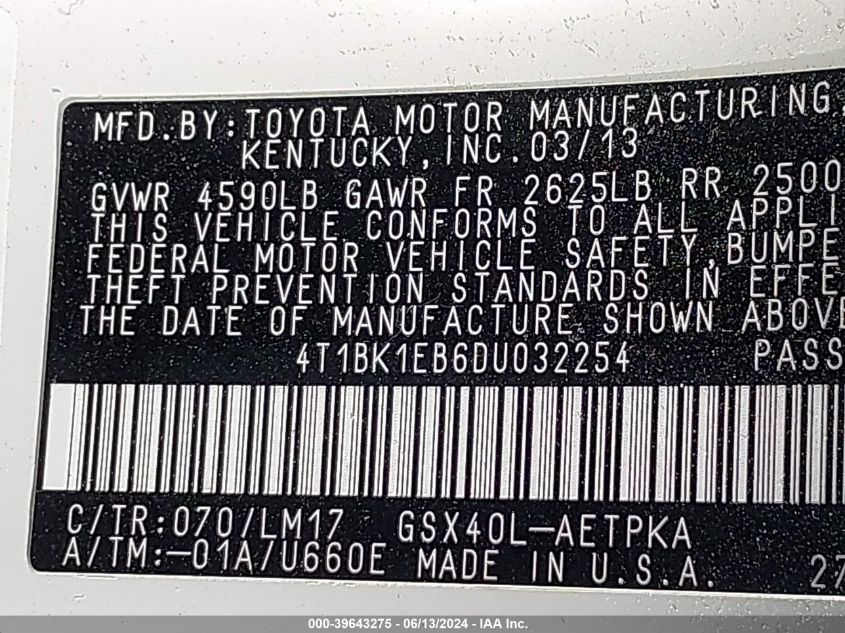 MFD. BY: TOYOTA MOTOR MANUFACTURING,
KENTUCKY, INC. 03/13
GVWR 4590LB GAWR FR 2625LB RR 2500
THIS VEHICLE CONFORMS TO ALL APPLI
FEDERAL MOTOR VEHICLE SAFETY, BUMPE
THEFT PREVENTION STANDARDS IN EFFE
THE DATE OF MANUFACTURE SHOWN ABOVE
4T1BK1EB6DU032254 PASS
C/TR:070/LM17 GSX40L-AETPKA
A/TM:-01A/U660E MADE IN U.S.A. 27
000-39643275 - 06/13/2024 - IAA Inc.